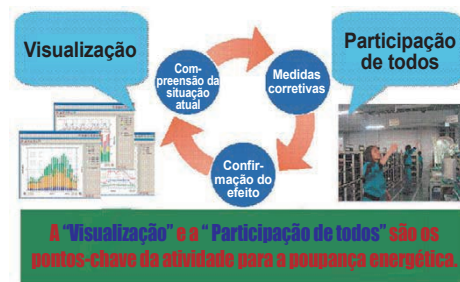 Visualização
Participação
de todos
Com-
preensão da
situação
atual
Medidas
corretivas
Confir-
mação do
efeito
A “Visualização” e a “ Participação de todos” são os
pontos-chave da atividade para a poupança energética.